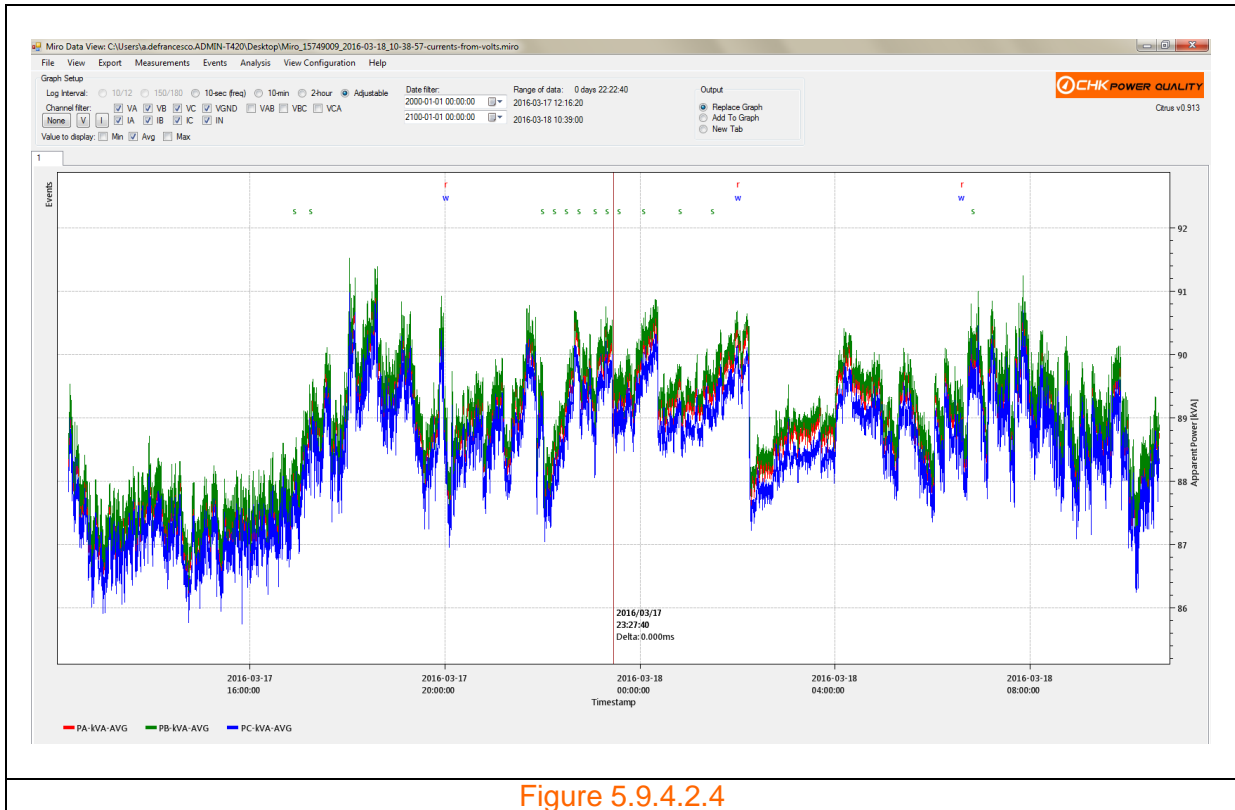 Miro Data View: C:\Users\a.defrancesco.ADMIN-T420\Desktop\Miro_15749009_2016-03-18_10-38-57-currents-from-volts.miro
File View Export Measurements Events Analysis View Configuration Help
Graph Setup
Log Interval: 10/12 150/180 10-sec (freq) 10-min 2-hour Adjustable
Channel filter: VA VB VC VGND VAB VBC VCA
None V I IA IB IC IN
Value to display: Min Avg Max
Date filter:
2000-01-01 00:00:00
2100-01-01 00:00:00
Range of data: 0 days 22:22:40
2016-03-17 12:16:20
2016-03-18 10:39:00
Output
Replace Graph
Add To Graph
New Tab
CHK POWER QUALITY
Citrus v0.913
1
Events
r r r
w w w
s s s s s s s s s s s s s
92
91
90
89
88
87
86
Apparent Power [kVA]
2016/03/17
23:27:40
Delta: 0.000ms
2016-03-17 2016-03-17 2016-03-18 2016-03-18 2016-03-18
16:00:00 20:00:00 00:00:00 04:00:00 08:00:00
Timestamp
PA-kVA-AVG PB-kVA-AVG PC-kVA-AVG
Figure 5.9.4.2.4